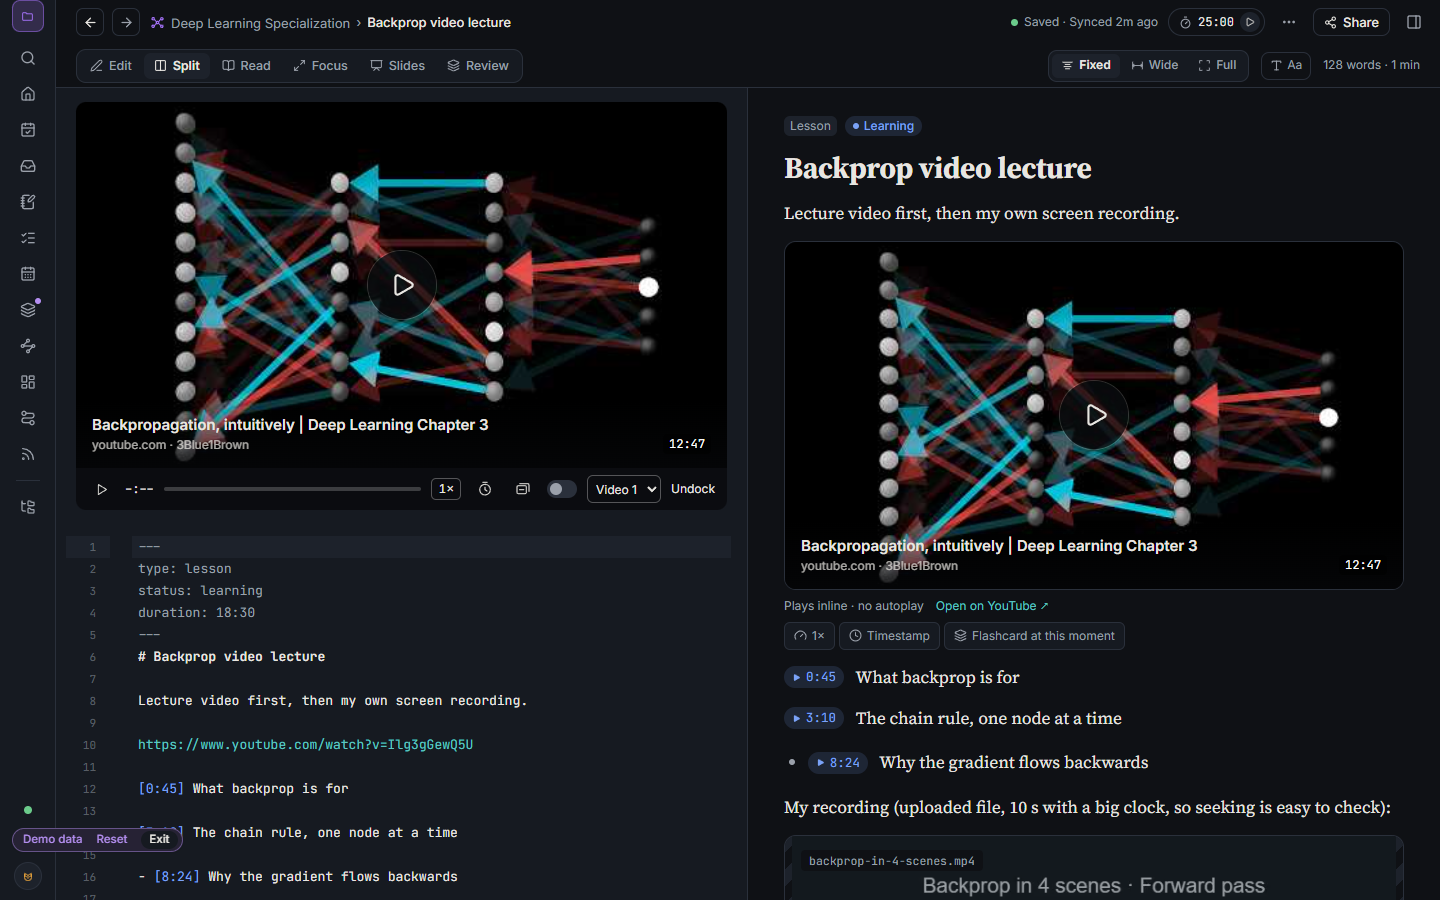 Deep Learning Specialization › Backprop video lecture
Saved · Synced 2m ago
25:00
Share
Edit
Split
Read
Focus
Slides
Review
Fixed
Wide
Full
Aa
128 words · 1 min
Backpropagation, intuitively | Deep Learning Chapter 3
youtube.com · 3Blue1Brown
12:47
-:--
1×
Video 1
Undock
1 ---
2 type: lesson
3 status: learning
4 duration: 18:30
5 ---
6 # Backprop video lecture
7
8 Lecture video first, then my own screen recording.
9
10 https://www.youtube.com/watch?v=Ilg3gGewQ5U
11
12 [0:45] What backprop is for
13
The chain rule, one node at a time
15
16 - [8:24] Why the gradient flows backwards
17
Demo data
Reset
Exit
Lesson
Learning
Backprop video lecture
Lecture video first, then my own screen recording.
Backpropagation, intuitively | Deep Learning Chapter 3
youtube.com · 3Blue1Brown
12:47
Plays inline · no autoplay
Open on YouTube ↗
1×
Timestamp
Flashcard at this moment
0:45 What backprop is for
3:10 The chain rule, one node at a time
• 8:24 Why the gradient flows backwards
My recording (uploaded file, 10 s with a big clock, so seeking is easy to check):
backprop-in-4-scenes.mp4
Backprop in 4 scenes · Forward pass